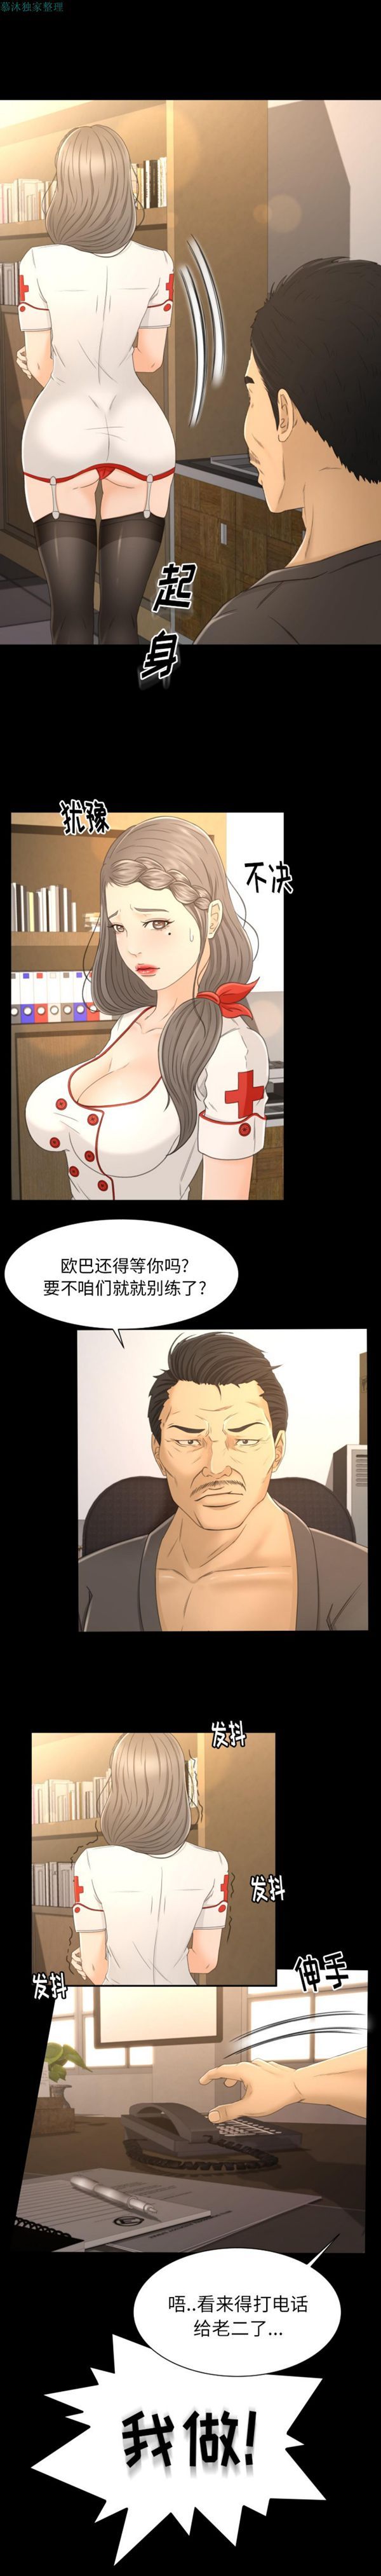 慕沐独家整理
起
身
犹豫
不决
欧巴还得等你吗?
要不咱们就就别练了?
发抖
发抖
发抖
伸手
唔..看来得打电话
给老二了...
我做!